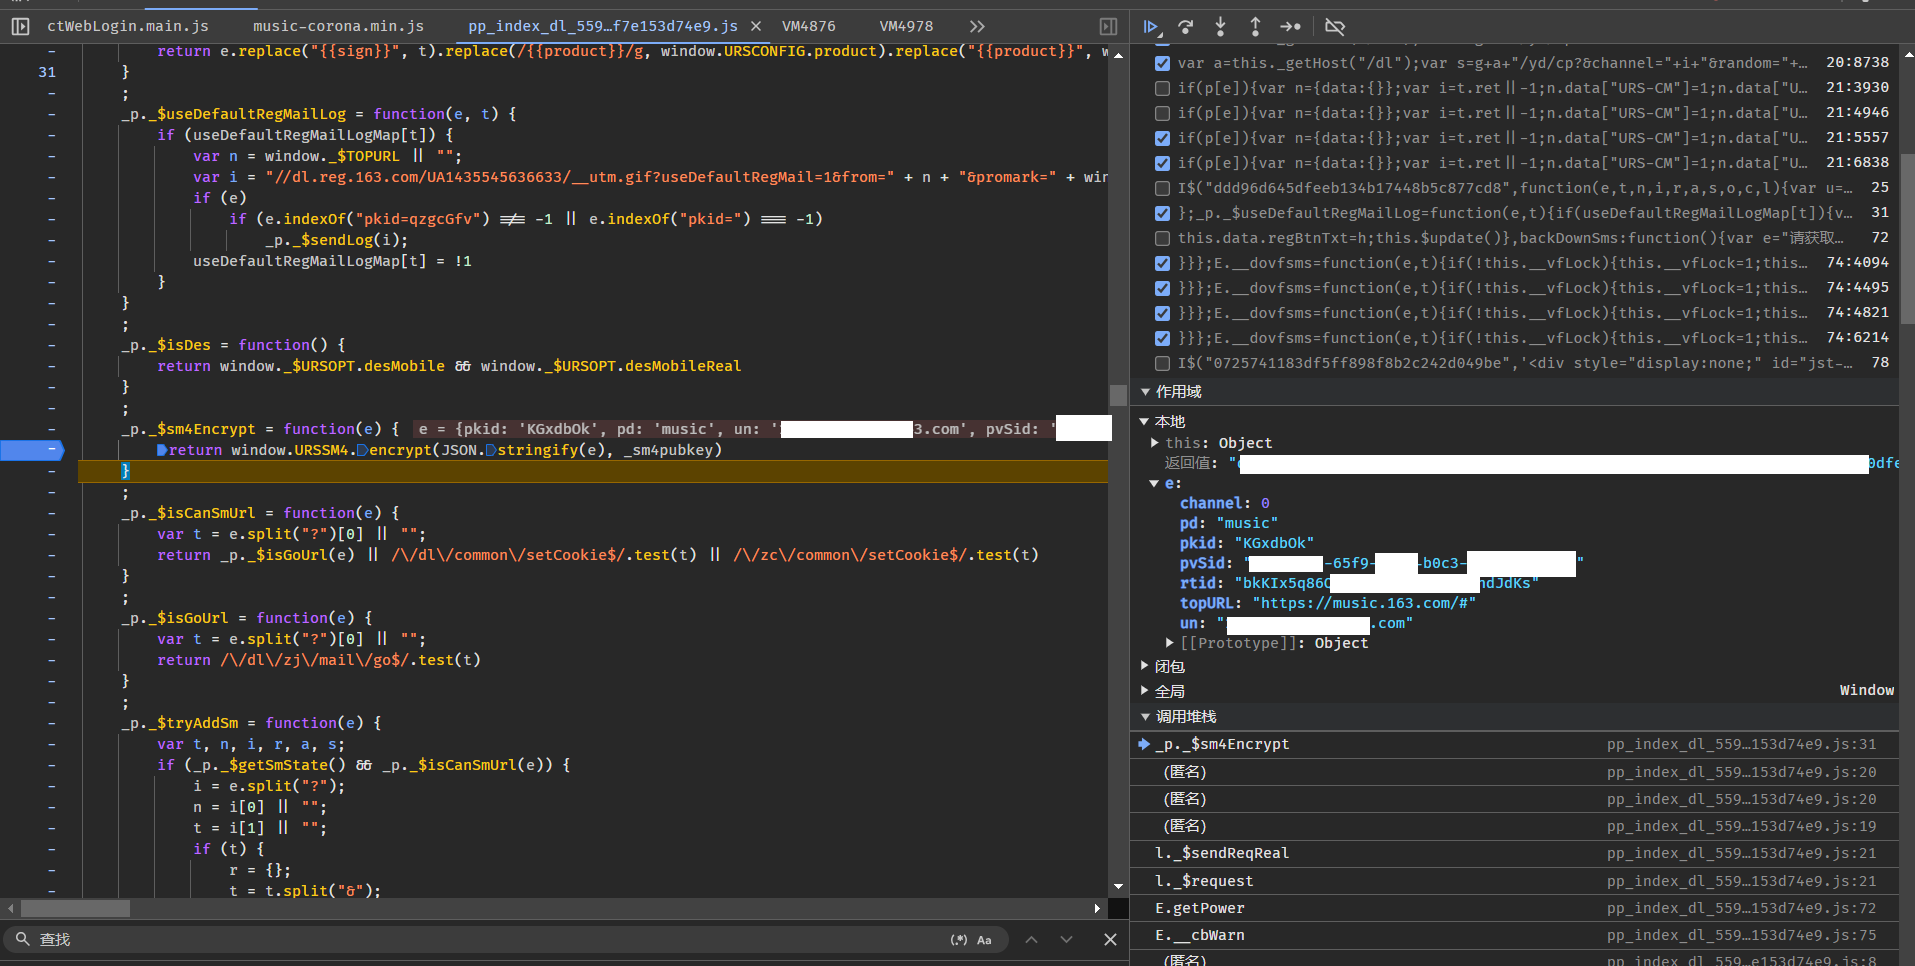 ctWebLogin.main.js music-corona.min.js pp_index_dl_559…f7e153d74e9.js × VM4876 VM4978 >>
- return e.replace("{{sign}}", t).replace(/{{product}}/g, window.URSCONFIG.product).replace("{{product}}", w
31 }
- ;
- _p._$useDefaultRegMailLog = function(e, t) {
- if (useDefaultRegMailLogMap[t]) {
- var n = window._$TOPURL || "";
- var i = "//dl.reg.163.com/UA1435545636633/__utm.gif?useDefaultRegMail=1&from=" + n + "&promark=" + win
- if (e)
- if (e.indexOf("pkid=qzgcGfv") !== -1 || e.indexOf("pkid=") === -1)
- _p._$sendLog(i);
- useDefaultRegMailLogMap[t] = !1
- }
- }
- ;
- _p._$isDes = function() {
- return window._$URSOPT.desMobile && window._$URSOPT.desMobileReal
- }
- ;
- _p._$sm4Encrypt = function(e) { e = {pkid: 'KGxdbOk', pd: 'music', un: ' 3.com', pvSid: '
- return window.URSSM4.encrypt(JSON.stringify(e), _sm4pubkey)
- }
- ;
- _p._$isCanSmUrl = function(e) {
- var t = e.split("?")[0] || "";
- return _p._$isGoUrl(e) || /\/dl\/common\/setCookie$/.test(t) || /\/zc\/common\/setCookie$/.test(t)
- }
- ;
- _p._$isGoUrl = function(e) {
- var t = e.split("?")[0] || "";
- return /\/dl\/zj\/mail\/go$/.test(t)
- }
- ;
- _p._$tryAddSm = function(e) {
- var t, n, i, r, a, s;
- if (_p._$getSmState() && _p._$isCanSmUrl(e)) {
- i = e.split("?");
- n = i[0] || "";
- t = i[1] || "";
- if (t) {
- r = {};
- t = t.split("&");
查找 (.*) Aa
var a=this._getHost("/dl");var s=g+a+"/yd/cp?&channel="+i+"&random="+… 20:8738
if(p[e]){var n={data:{}};var i=t.ret||-1;n.data["URS-CM"]=1;n.data["U… 21:3930
if(p[e]){var n={data:{}};var i=t.ret||-1;n.data["URS-CM"]=1;n.data["U… 21:4946
if(p[e]){var n={data:{}};var i=t.ret||-1;n.data["URS-CM"]=1;n.data["U… 21:5557
if(p[e]){var n={data:{}};var i=t.ret||-1;n.data["URS-CM"]=1;n.data["U… 21:6838
I$("ddd96d645dfeeb134b17448b5c877cd8",function(e,t,n,i,r,a,s,o,c,l){var u=… 25
};_p._$useDefaultRegMailLog=function(e,t){if(useDefaultRegMailLogMap[t]){v… 31
this.data.regBtnTxt=h;this.$update()},backDownSms:function(){var e="请获取… 72
}}};E.__dovfsms=function(e,t){if(!this.__vfLock){this.__vfLock=1;this… 74:4094
}}};E.__dovfsms=function(e,t){if(!this.__vfLock){this.__vfLock=1;this… 74:4495
}}};E.__dovfsms=function(e,t){if(!this.__vfLock){this.__vfLock=1;this… 74:4821
}}};E.__dovfsms=function(e,t){if(!this.__vfLock){this.__vfLock=1;this… 74:6214
I$("0725741183df5ff898f8b2c242d049be",'<div style="display:none;" id="jst-… 78
作用域
本地
this: Object
返回值: " 0dfe
e:
channel: 0
pd: "music"
pkid: "KGxdbOk"
pvSid: " -65f9- -b0c3- "
rtid: "bkKIx5q86 ndJdKs"
topURL: "https://music.163.com/#"
un: " .com"
[[Prototype]]: Object
闭包
全局 Window
调用堆栈
_p._$sm4Encrypt pp_index_dl_559…153d74e9.js:31
(匿名) pp_index_dl_559…153d74e9.js:20
(匿名) pp_index_dl_559…153d74e9.js:20
(匿名) pp_index_dl_559…153d74e9.js:19
l._$sendReqReal pp_index_dl_559…153d74e9.js:21
l._$request pp_index_dl_559…153d74e9.js:21
E.getPower pp_index_dl_559…153d74e9.js:72
E.__cbWarn pp_index_dl_559…153d74e9.js:75
(匿名) pp_index_dl_559…e153d74e9.js:8